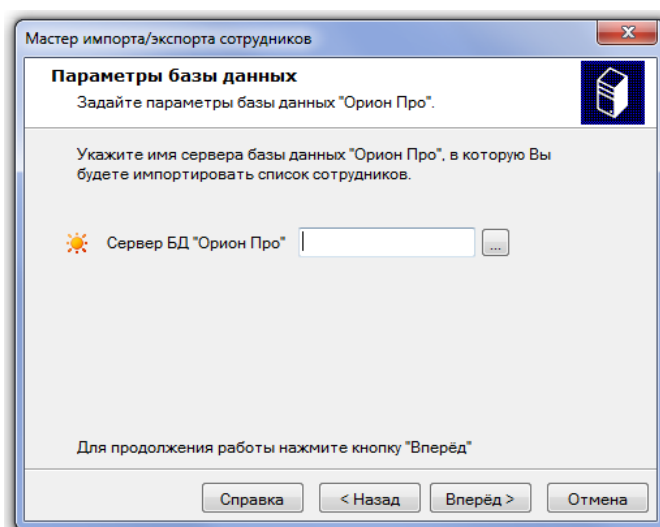 Мастер импорта/экспорта сотрудников
Параметры базы данных
Задайте параметры базы данных "Орион Про".
Укажите имя сервера базы данных "Орион Про", в которую Вы
будете импортировать список сотрудников.
Сервер БД "Орион Про"
...
Для продолжения работы нажмите кнопку "Вперёд"
Справка < Назад Вперёд > Отмена